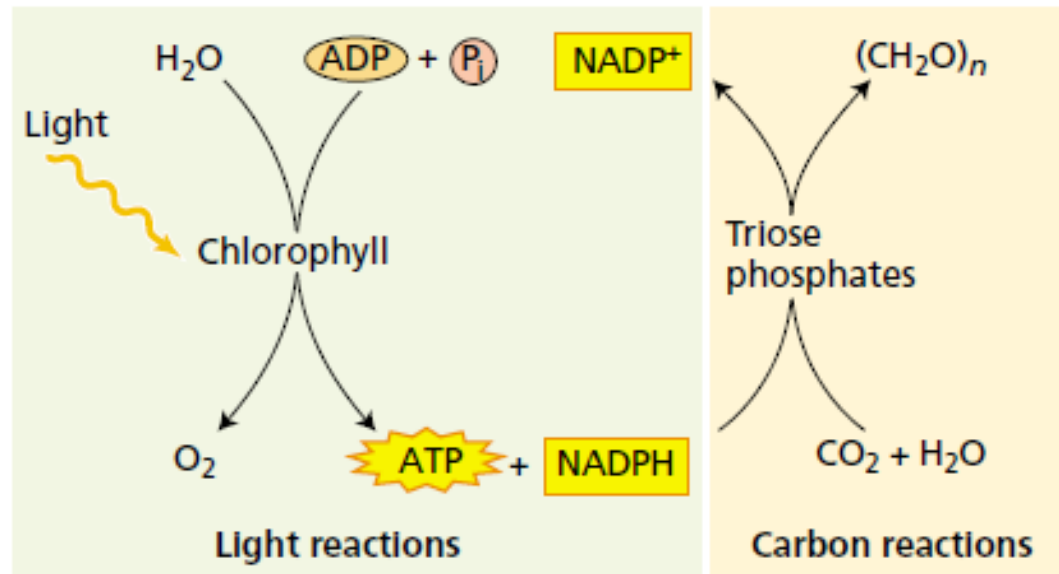 H₂O ADP + Pᵢ NADP⁺ (CH₂O)ₙ
Light
Chlorophyll
Triose
phosphates
O₂ ATP + NADPH CO₂ + H₂O
Light reactions Carbon reactions